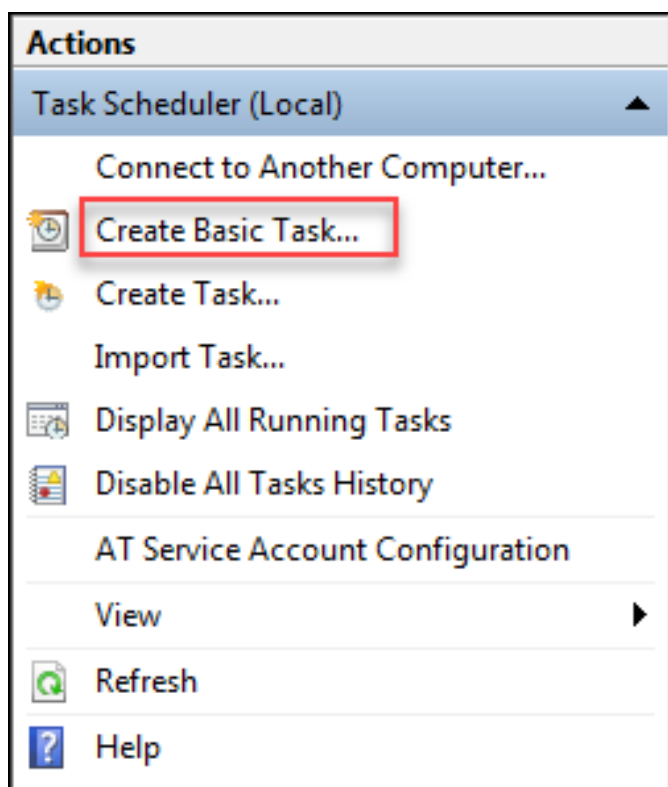 Actions
Task Scheduler (Local)
Connect to Another Computer...
Create Basic Task...
Create Task...
Import Task...
Display All Running Tasks
Disable All Tasks History
AT Service Account Configuration
View
Refresh
Help